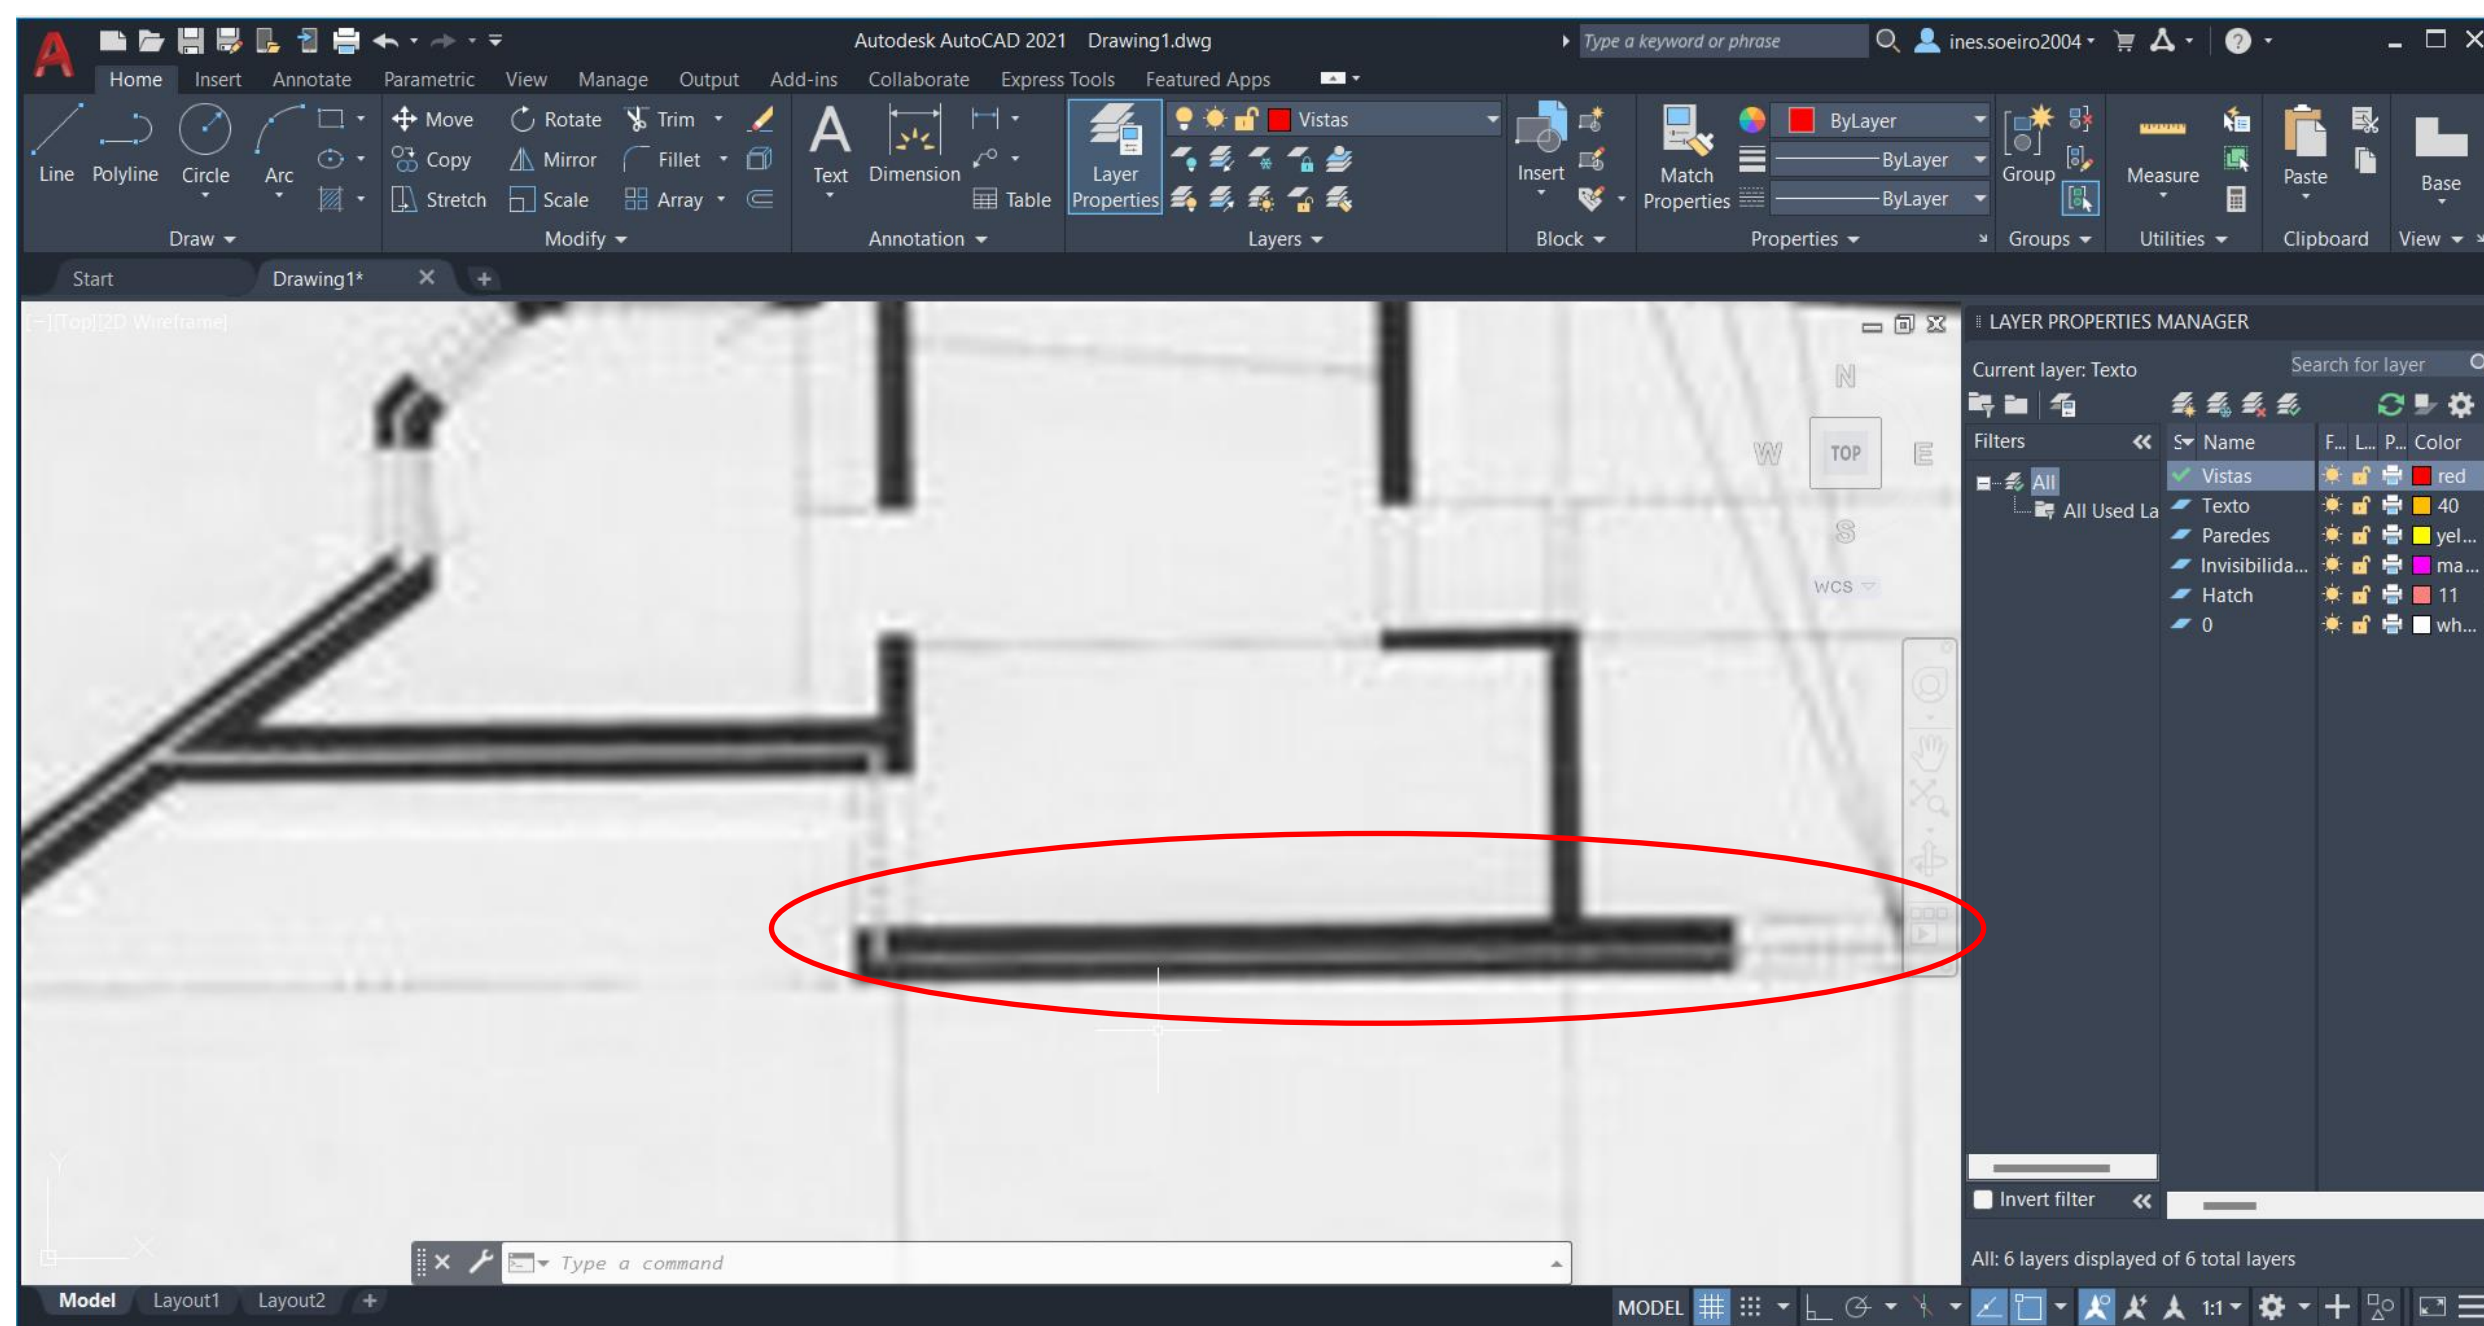 Autodesk AutoCAD 2021 Drawing1.dwg
Type a keyword or phrase
ines.soeiro2004
Home Insert Annotate Parametric View Manage Output Add-ins Collaborate Express Tools Featured Apps
Line Polyline Circle Arc
Move Rotate Trim
Copy Mirror Fillet
Stretch Scale Array
Text Dimension Table
Layer Properties
Vistas
Insert
Match Properties
ByLayer
ByLayer
ByLayer
Group
Measure
Paste
Base
Draw Modify Annotation Layers Block Properties Groups Utilities Clipboard View
Start Drawing1*
[−][Top][2D Wireframe]
N
W TOP E
S
WCS
LAYER PROPERTIES MANAGER
Current layer: Texto
Search for layer
Filters
S Name F... L... P... Color
All
All Used La
Vistas red
Texto 40
Paredes yel...
Invisibilida... ma...
Hatch 11
0 wh...
Invert filter
All: 6 layers displayed of 6 total layers
Y
X
Type a command
Model Layout1 Layout2 +
MODEL 1:1